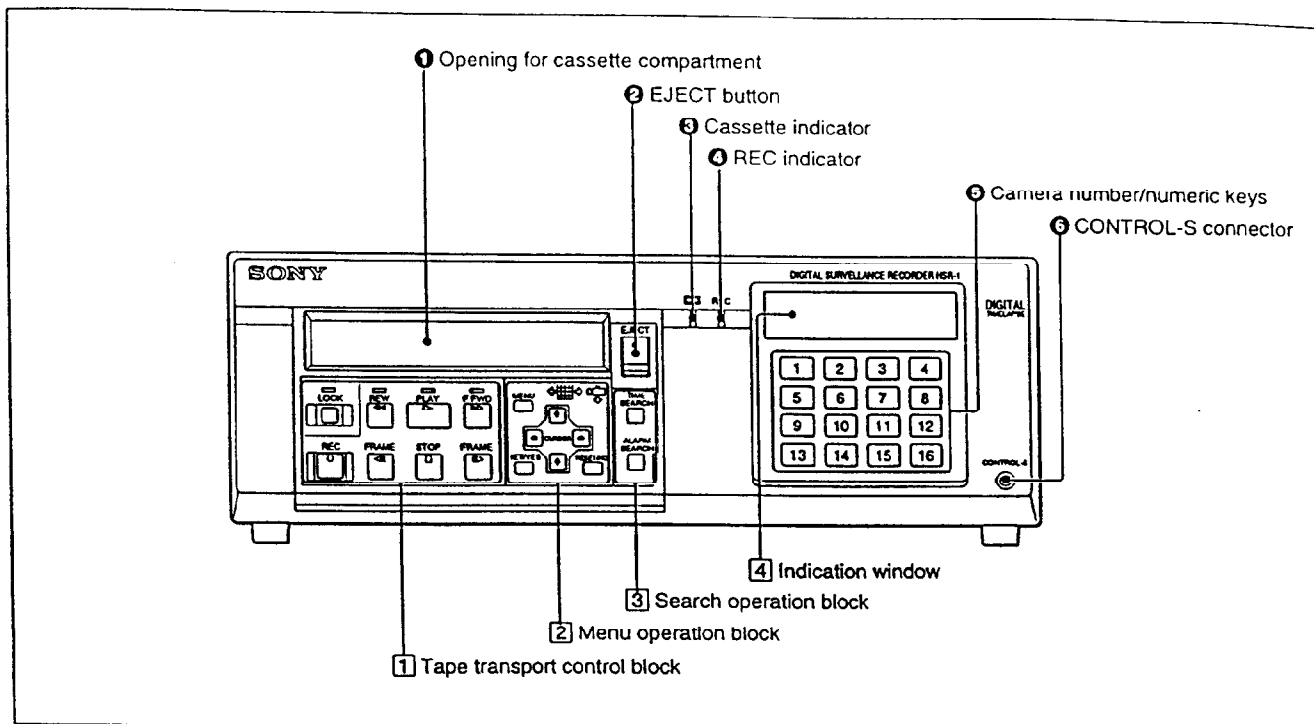 ❶ Opening for cassette compartment
❷ EJECT button
❸ Cassette indicator
❹ REC indicator
❺ Camera number/numeric keys
❻ CONTROL-S connector
SONY
DIGITAL SURVELLANCE RECORDER HSR-1
REC
DIGITAL
EJECT
LOCK
REW
PLAY
F FWD
MENU
SEARCH
1 2 3 4
5 6 7 8
CURSOR
REC
FRAME
STOP
FRAME
ALARM
SEARCH
9 10 11 12
13 14 15 16
CONTROL-S
4 Indication window
3 Search operation block
2 Menu operation block
1 Tape transport control block